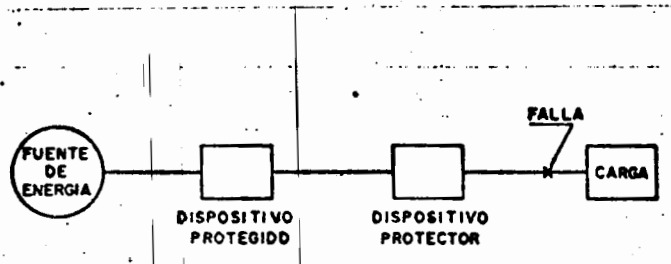 FALLA
FUENTE
DE
ENERGIA
CARGA
DISPOSITIVO
PROTEGIDO
DISPOSITIVO
PROTECTOR